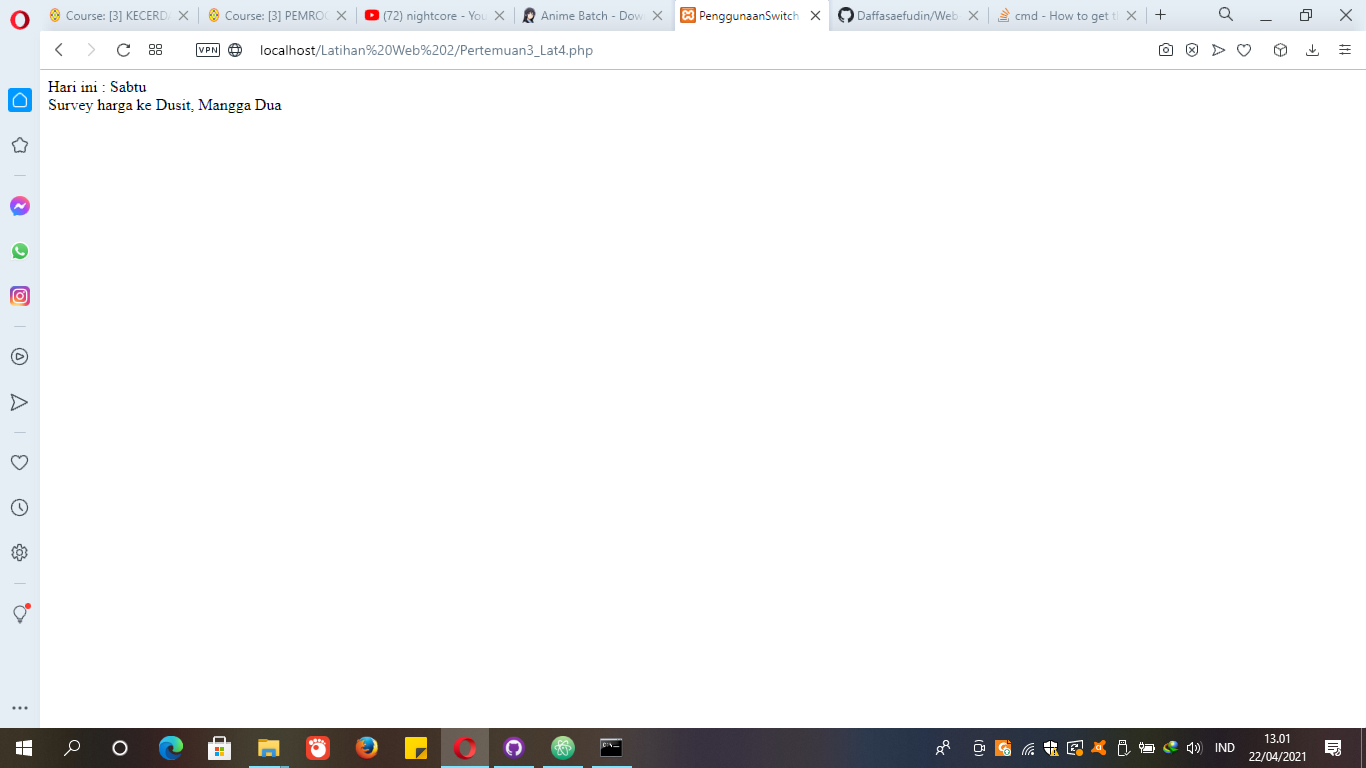 Course: [3] KECERD
Course: [3] PEMROG
(72) nightcore - You
Anime Batch - Dow
PenggunaanSwitch
Daffasaefudin/Web
cmd - How to get t
VPN
localhost/Latihan%20Web%202/Pertemuan3_Lat4.php
Hari ini : Sabtu
Survey harga ke Dusit, Mangga Dua
IND
13.01
22/04/2021